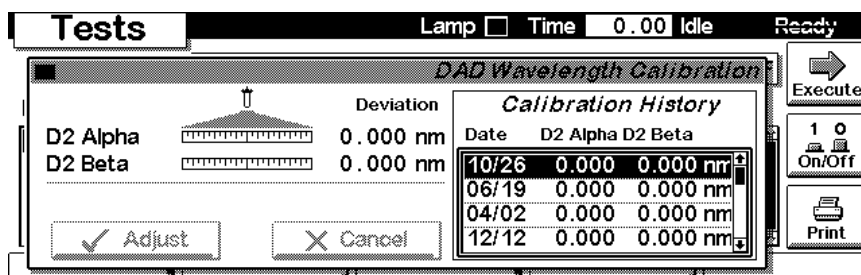 Tests
Lamp Time 0.00 Idle Ready
DAD Wavelength Calibration
Deviation
D2 Alpha 0.000 nm
D2 Beta 0.000 nm
Adjust Cancel
Calibration History
Date D2 Alpha D2 Beta
10/26 0.000 0.000 nm
06/19 0.000 0.000 nm
04/02 0.000 0.000 nm
12/12 0.000 0.000 nm
Execute
1 0
On/Off
Print